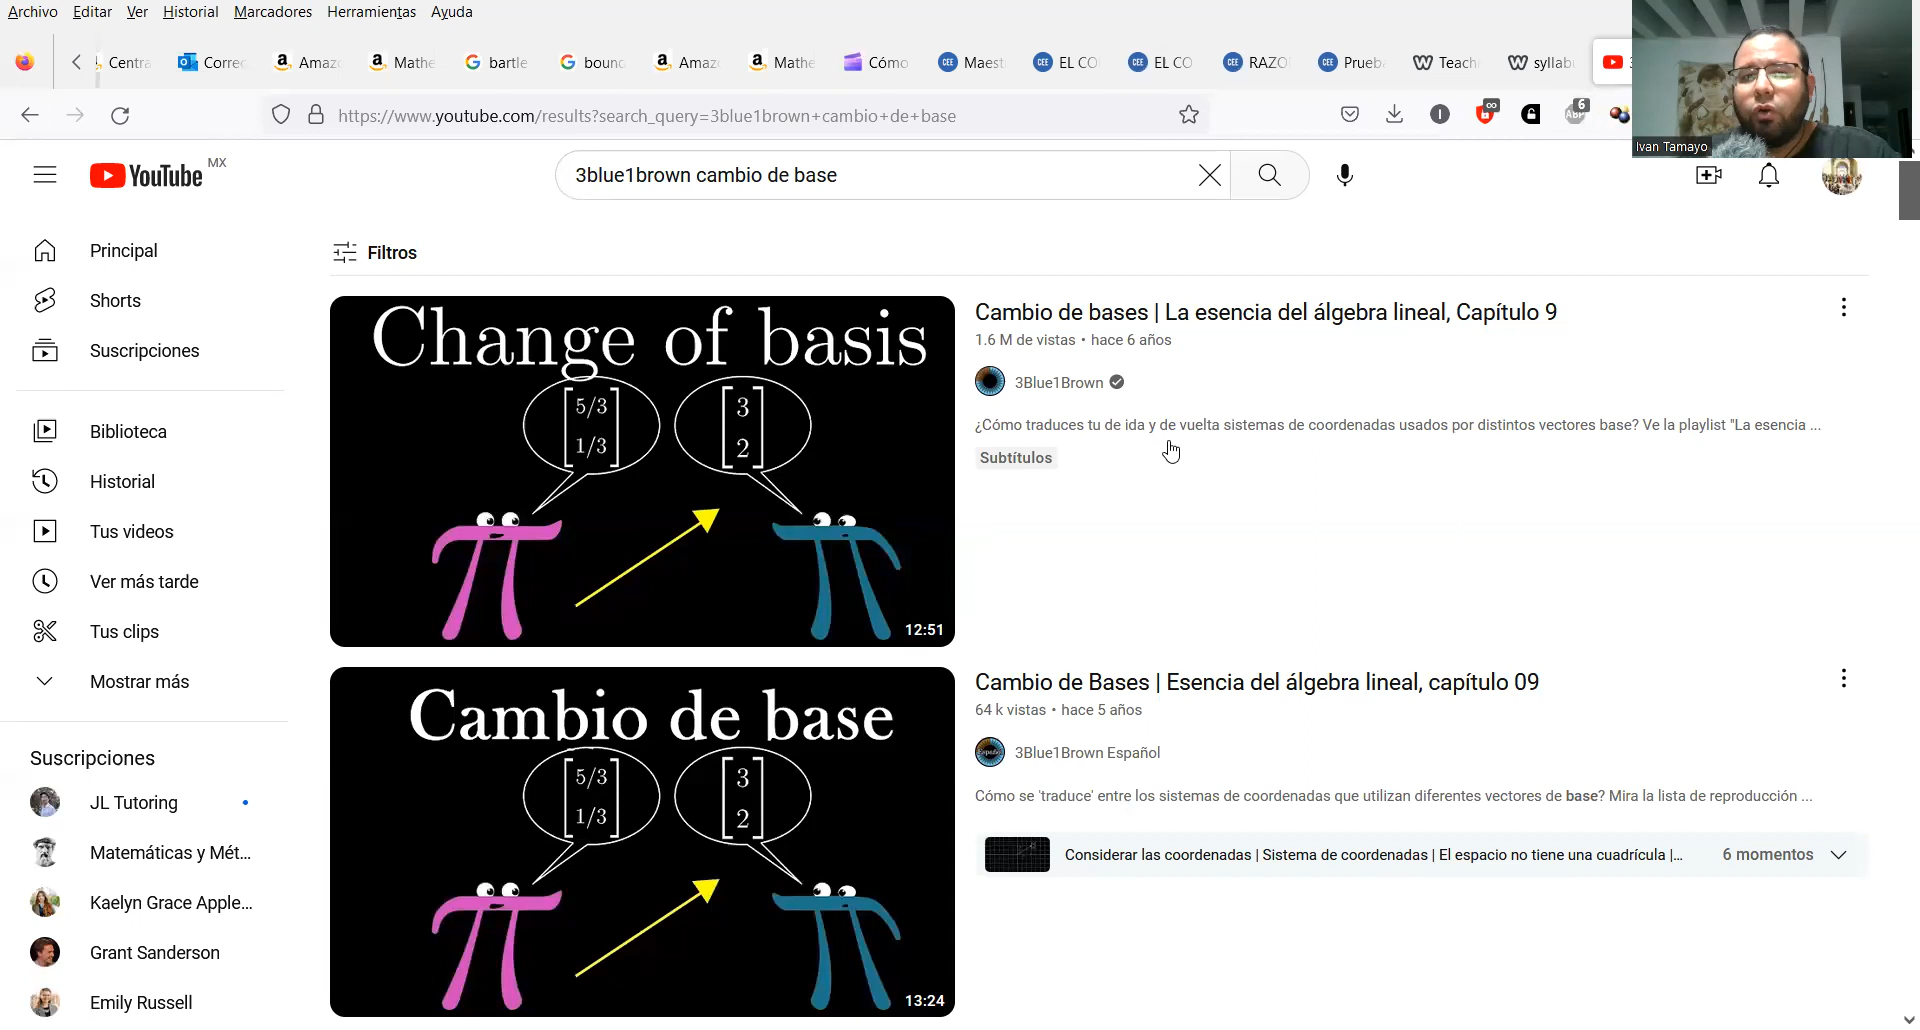 Archivo Editar Ver Historial Marcadores Herramientas Ayuda
Centra Correc Amaz Mathe bartle bounc Amaz Mathe Cómo Maest EL CO EL CO RAZO Prueb Teach syllab
https://www.youtube.com/results?search_query=3blue1brown+cambio+de+base
6
ABP
Ivan Tamayo
YouTube MX
3blue1brown cambio de base
Principal
Shorts
Suscripciones
Biblioteca
Historial
Tus videos
Ver más tarde
Tus clips
Mostrar más
Suscripciones
JL Tutoring
Matemáticas y Mét...
Kaelyn Grace Apple...
Grant Sanderson
Emily Russell
Filtros
Change of basis
5/3
1/3
3
2
12:51
Cambio de bases | La esencia del álgebra lineal, Capítulo 9
1.6 M de vistas • hace 6 años
3Blue1Brown
¿Cómo traduces tu de ida y de vuelta sistemas de coordenadas usados por distintos vectores base? Ve la playlist "La esencia ...
Subtítulos
Cambio de base
5/3
1/3
3
2
13:24
Cambio de Bases | Esencia del álgebra lineal, capítulo 09
64 k vistas • hace 5 años
3Blue1Brown Español
Cómo se 'traduce' entre los sistemas de coordenadas que utilizan diferentes vectores de base? Mira la lista de reproducción ...
Considerar las coordenadas | Sistema de coordenadas | El espacio no tiene una cuadrícula |...
6 momentos